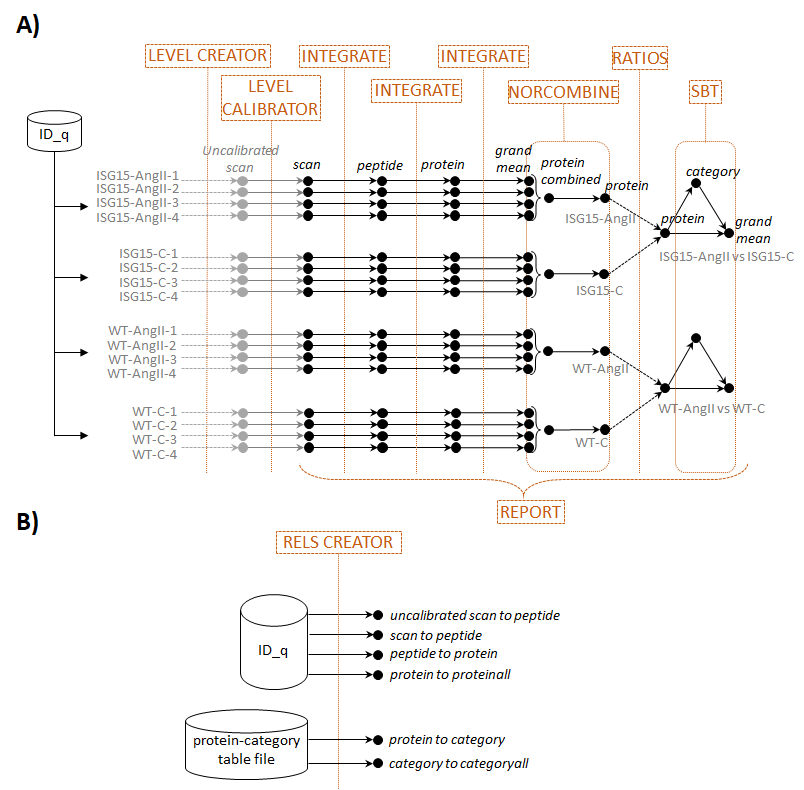 A)
LEVEL CREATOR
INTEGRATE
INTEGRATE
RATIOS
LEVEL
CALIBRATOR
INTEGRATE
NORCOMBINE
SBT
ID_q
Uncalibrated
scan
scan
peptide
protein
grand
mean
protein
combined
protein
category
protein
grand
mean
ISG15-AngII-1
ISG15-AngII-2
ISG15-AngII-3
ISG15-AngII-4
ISG15-AngII
ISG15-AngII vs ISG15-C
ISG15-C-1
ISG15-C-2
ISG15-C-3
ISG15-C-4
ISG15-C
WT-AngII-1
WT-AngII-2
WT-AngII-3
WT-AngII-4
WT-AngII
WT-AngII vs WT-C
WT-C-1
WT-C-2
WT-C-3
WT-C-4
WT-C
REPORT
B)
RELS CREATOR
ID_q
uncalibrated scan to peptide
scan to peptide
peptide to protein
protein to proteinall
protein-category
table file
protein to category
category to categoryall